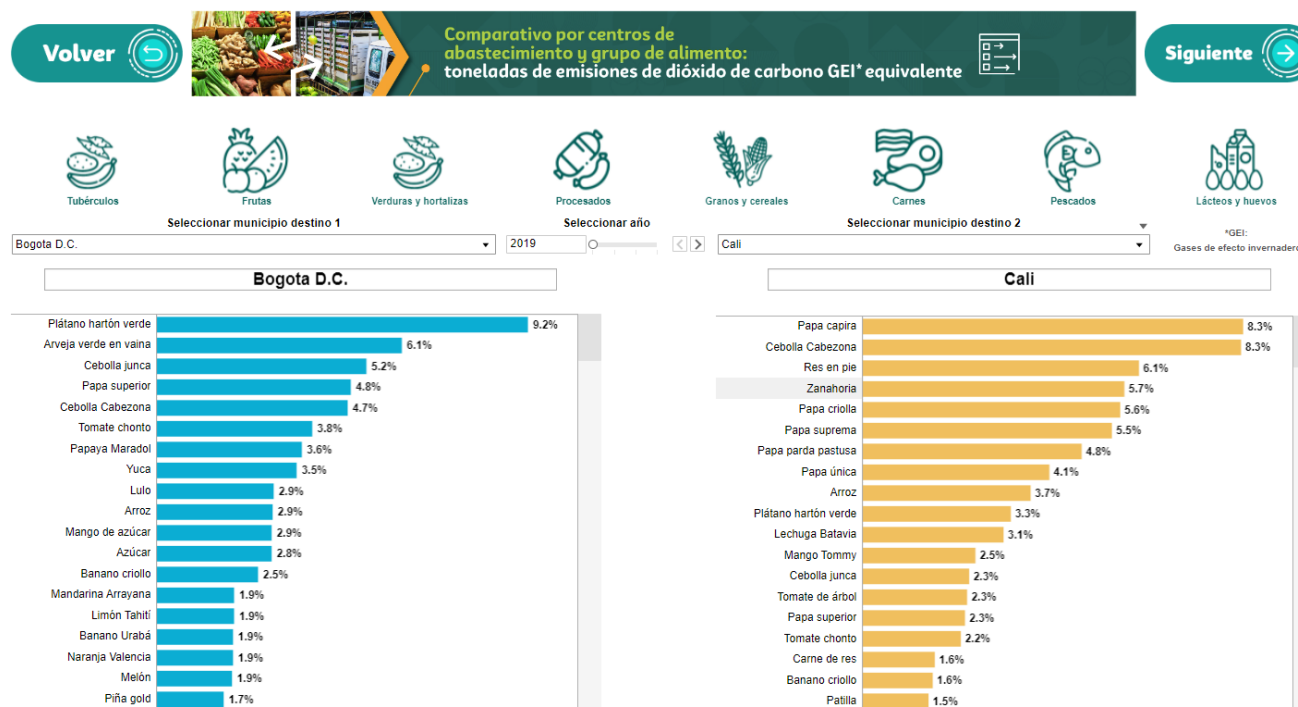 Volver
Comparativo por centros de
abastecimiento y grupo de alimento:
toneladas de emisiones de dióxido de carbono GEI* equivalente
Siguiente
Tubérculos
Frutas
Verduras y hortalizas
Procesados
Granos y cereales
Carnes
Pescados
Lácteos y huevos
Seleccionar municipio destino 1
Seleccionar año
Seleccionar municipio destino 2
*GEI:
Gases de efecto invernadero
Bogota D.C.
2019
Cali
Bogota D.C.
Plátano hartón verde 9.2%
Arveja verde en vaina 6.1%
Cebolla junca 5.2%
Papa superior 4.8%
Cebolla Cabezona 4.7%
Tomate chonto 3.8%
Papaya Maradol 3.6%
Yuca 3.5%
Lulo 2.9%
Arroz 2.9%
Mango de azúcar 2.9%
Azúcar 2.8%
Banano criollo 2.5%
Mandarina Arrayana 1.9%
Limón Tahití 1.9%
Banano Urabá 1.9%
Naranja Valencia 1.9%
Melón 1.9%
Piña gold 1.7%
Cali
Papa capira 8.3%
Cebolla Cabezona 8.3%
Res en pie 6.1%
Zanahoria 5.7%
Papa criolla 5.6%
Papa suprema 5.5%
Papa parda pastusa 4.8%
Papa única 4.1%
Arroz 3.7%
Plátano hartón verde 3.3%
Lechuga Batavia 3.1%
Mango Tommy 2.5%
Cebolla junca 2.3%
Tomate de árbol 2.3%
Papa superior 2.3%
Tomate chonto 2.2%
Carne de res 1.6%
Banano criollo 1.6%
Patilla 1.5%